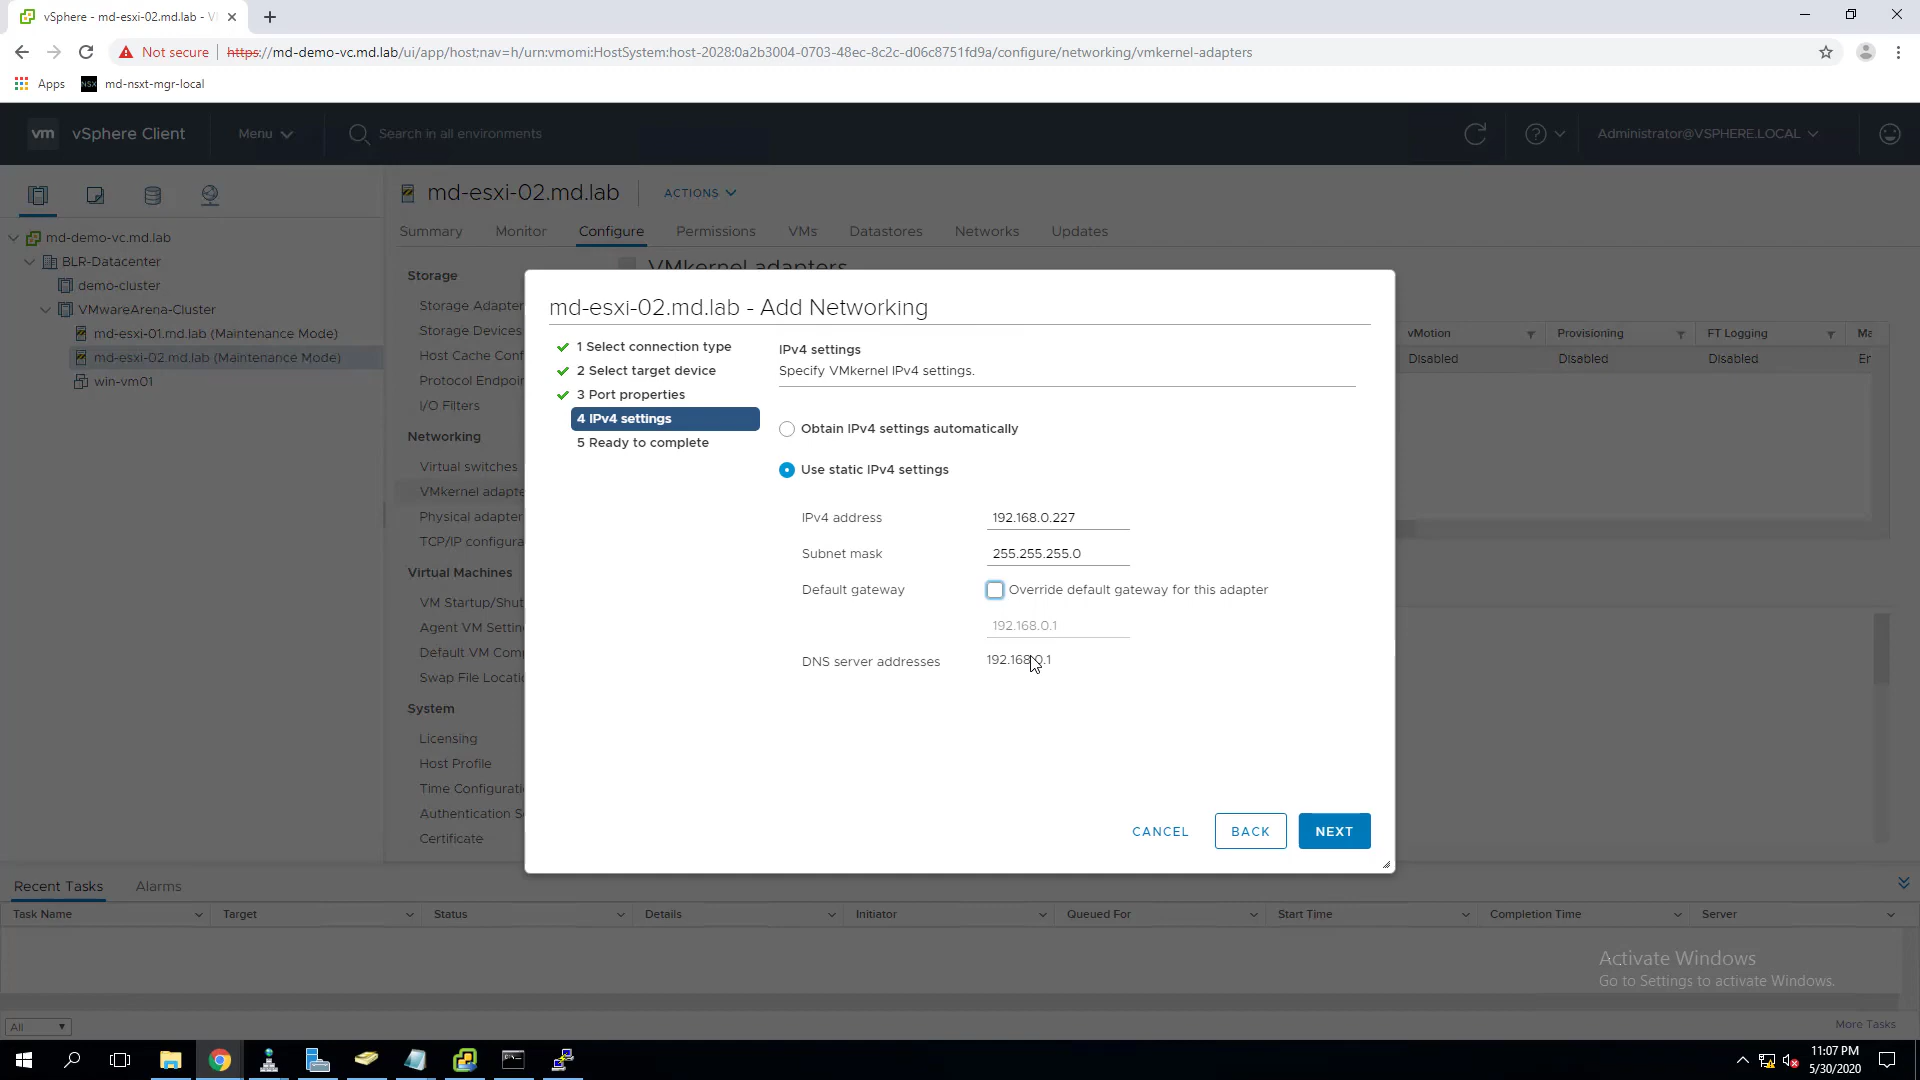 vSphere - md-esxi-02.md.lab - V
Not secure
https://md-demo-vc.md.lab/ui/app/host;nav=h/urn:vmomi:HostSystem:host-2028:0a2b3004-0703-48ec-8c2c-d06c8751fd9a/configure/networking/vmkernel-adapters
Apps
NSX
md-nsxt-mgr-local
vm
vSphere Client
Menu
Search in all environments
Administrator@VSPHERE.LOCAL
md-esxi-02.md.lab
ACTIONS
Summary
Monitor
Configure
Permissions
VMs
Datastores
Networks
Updates
md-demo-vc.md.lab
BLR-Datacenter
demo-cluster
VMwareArena-Cluster
md-esxi-01.md.lab (Maintenance Mode)
md-esxi-02.md.lab (Maintenance Mode)
win-vm01
Storage
Storage Adapter
Storage Devices
Host Cache Conf
Protocol Endpoin
I/O Filters
Networking
Virtual switches
VMkernel adapte
Physical adapter
TCP/IP configura
Virtual Machines
VM Startup/Shut
Agent VM Settin
Default VM Comp
Swap File Locatio
System
Licensing
Host Profile
Time Configurati
Authentication S
Certificate
VMkernel adapters
vMotion
Provisioning
FT Logging
Ma
Disabled
Disabled
Disabled
Er
md-esxi-02.md.lab - Add Networking
1 Select connection type
2 Select target device
3 Port properties
4 IPv4 settings
5 Ready to complete
IPv4 settings
Specify VMkernel IPv4 settings.
Obtain IPv4 settings automatically
Use static IPv4 settings
IPv4 address
192.168.0.227
Subnet mask
255.255.255.0
Default gateway
Override default gateway for this adapter
192.168.0.1
DNS server addresses
192.168.0.1
CANCEL
BACK
NEXT
Recent Tasks
Alarms
Task Name
Target
Status
Details
Initiator
Queued For
Start Time
Completion Time
Server
Activate Windows
Go to Settings to activate Windows.
All
More Tasks
11:07 PM
5/30/2020